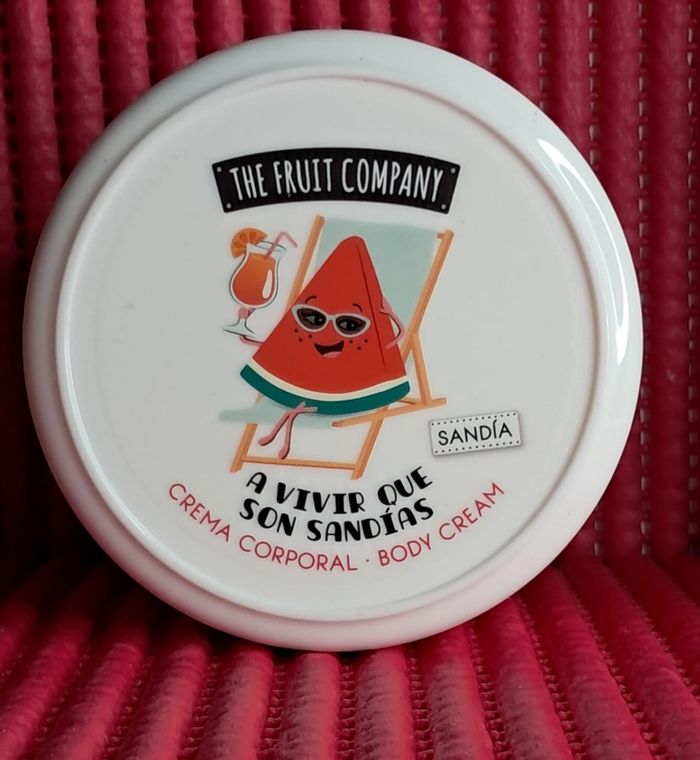 THE FRUIT COMPANY
SANDÍA
A VIVIR QUE
SON SANDÍAS
CREMA CORPORAL · BODY CREAM